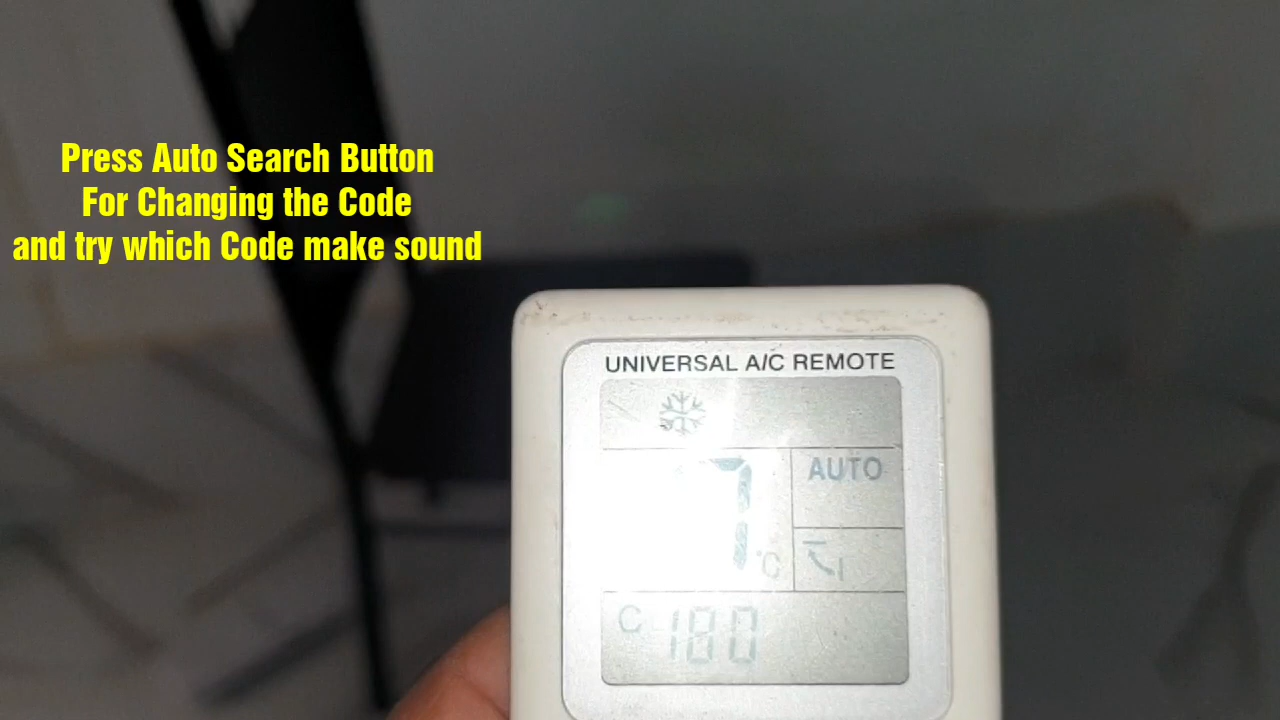 Press Auto Search Button
For Changing the Code
and try which Code make sound
UNIVERSAL A/C REMOTE
AUTO
°C
C 180